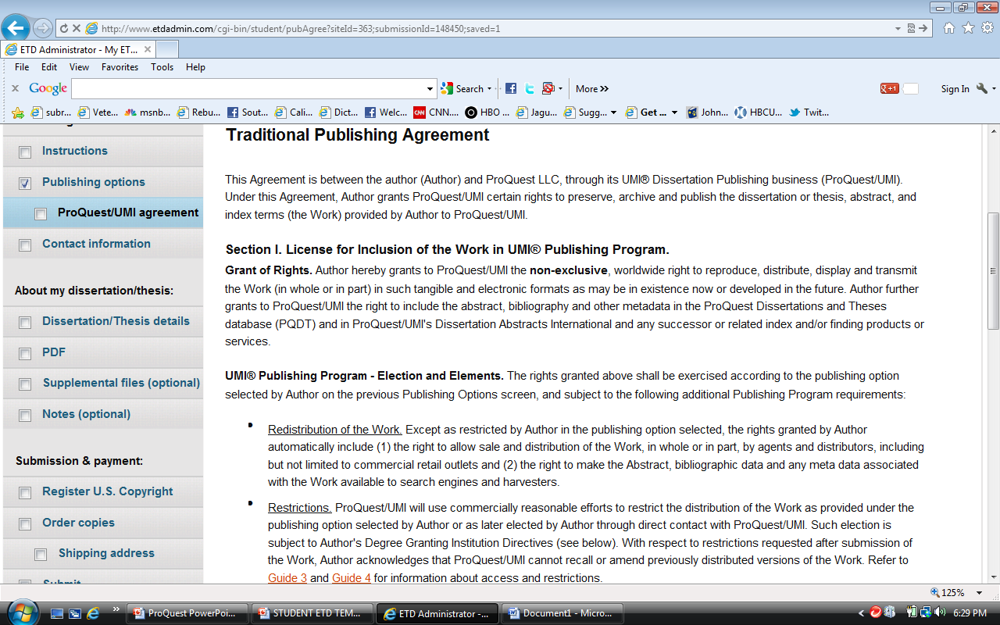 http://www.etdadmin.com/cgi-bin/student/pubAgree?siteId=363;submissionId=148450;saved=1
ETD Administrator - My ET...
File Edit View Favorites Tools Help
x Google Search More >> +1 Sign In
subr... Vete... msnb... Rebu... Sout... Cali... Dict... Welc... CNN CNN.... HBO ... Jagu... Sugg... Get ... John... HBCU... Twit...
Instructions
Publishing options
ProQuest/UMI agreement
Contact information
About my dissertation/thesis:
Dissertation/Thesis details
PDF
Supplemental files (optional)
Notes (optional)
Submission & payment:
Register U.S. Copyright
Order copies
Shipping address
Submit
Traditional Publishing Agreement
This Agreement is between the author (Author) and ProQuest LLC, through its UMI® Dissertation Publishing business (ProQuest/UMI).
Under this Agreement, Author grants ProQuest/UMI certain rights to preserve, archive and publish the dissertation or thesis, abstract, and
index terms (the Work) provided by Author to ProQuest/UMI.
Section I. License for Inclusion of the Work in UMI® Publishing Program.
Grant of Rights. Author hereby grants to ProQuest/UMI the non-exclusive, worldwide right to reproduce, distribute, display and transmit
the Work (in whole or in part) in such tangible and electronic formats as may be in existence now or developed in the future. Author further
grants to ProQuest/UMI the right to include the abstract, bibliography and other metadata in the ProQuest Dissertations and Theses
database (PQDT) and in ProQuest/UMI's Dissertation Abstracts International and any successor or related index and/or finding products or
services.
UMI® Publishing Program - Election and Elements. The rights granted above shall be exercised according to the publishing option
selected by Author on the previous Publishing Options screen, and subject to the following additional Publishing Program requirements:
• Redistribution of the Work. Except as restricted by Author in the publishing option selected, the rights granted by Author
automatically include (1) the right to allow sale and distribution of the Work, in whole or in part, by agents and distributors, including
but not limited to commercial retail outlets and (2) the right to make the Abstract, bibliographic data and any meta data associated
with the Work available to search engines and harvesters.
• Restrictions. ProQuest/UMI will use commercially reasonable efforts to restrict the distribution of the Work as provided under the
publishing option selected by Author or as later elected by Author through direct contact with ProQuest/UMI. Such election is
subject to Author's Degree Granting Institution Directives (see below). With respect to restrictions requested after submission of
the Work, Author acknowledges that ProQuest/UMI cannot recall or amend previously distributed versions of the Work. Refer to
Guide 3 and Guide 4 for information about access and restrictions.
125%
ProQuest PowerPoi... STUDENT ETD TEM... ETD Administrator -... Document1 - Micro... 6:29 PM